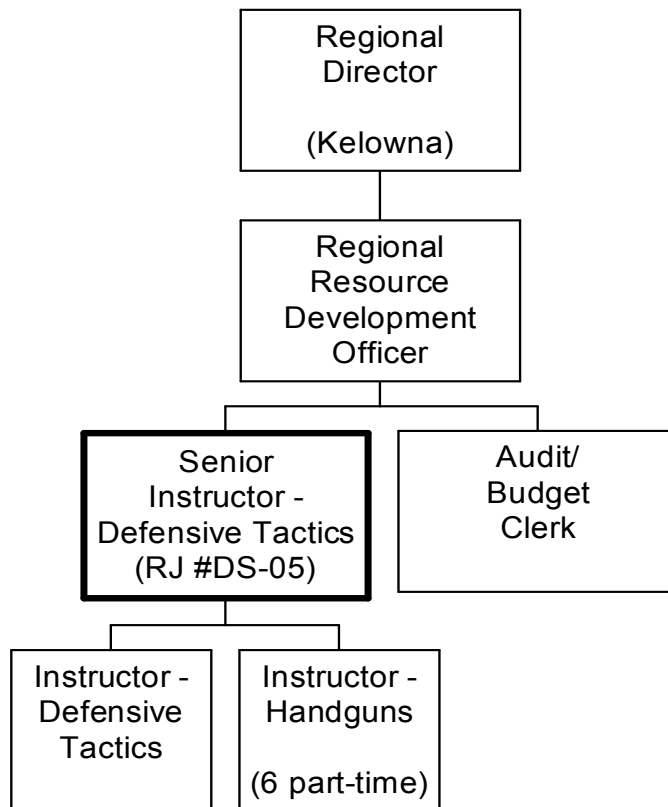 Regional
Director
(Kelowna)
Regional
Resource
Development
Officer
Senior
Instructor -
Defensive Tactics
(RJ #DS-05)
Audit/
Budget
Clerk
Instructor -
Defensive
Tactics
Instructor -
Handguns
(6 part-time)